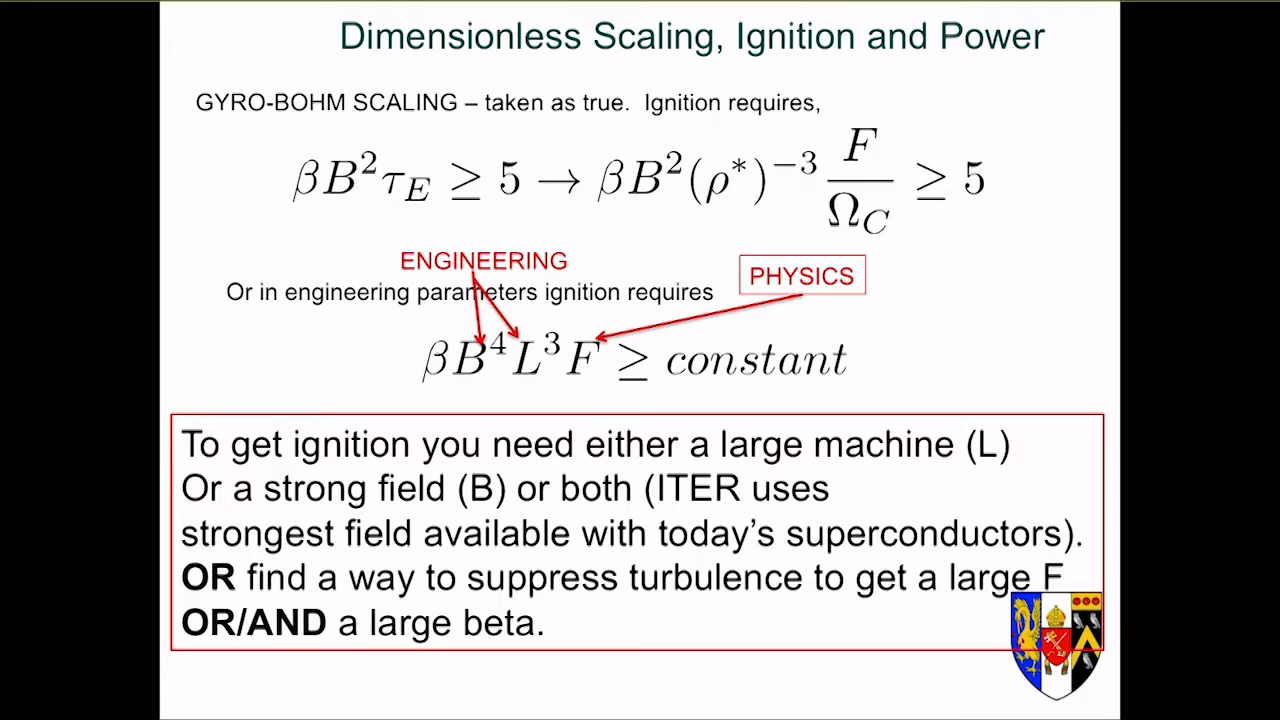 Dimensionless Scaling, Ignition and Power
GYRO-BOHM SCALING – taken as true. Ignition requires,
βB²τ_E ≥ 5 → βB²(ρ*)⁻³ F/Ω_C ≥ 5
ENGINEERING
PHYSICS
Or in engineering parameters ignition requires
βB⁴L³F ≥ constant
To get ignition you need either a large machine (L)
Or a strong field (B) or both (ITER uses
strongest field available with today’s superconductors).
OR find a way to suppress turbulence to get a large F
OR/AND a large beta.